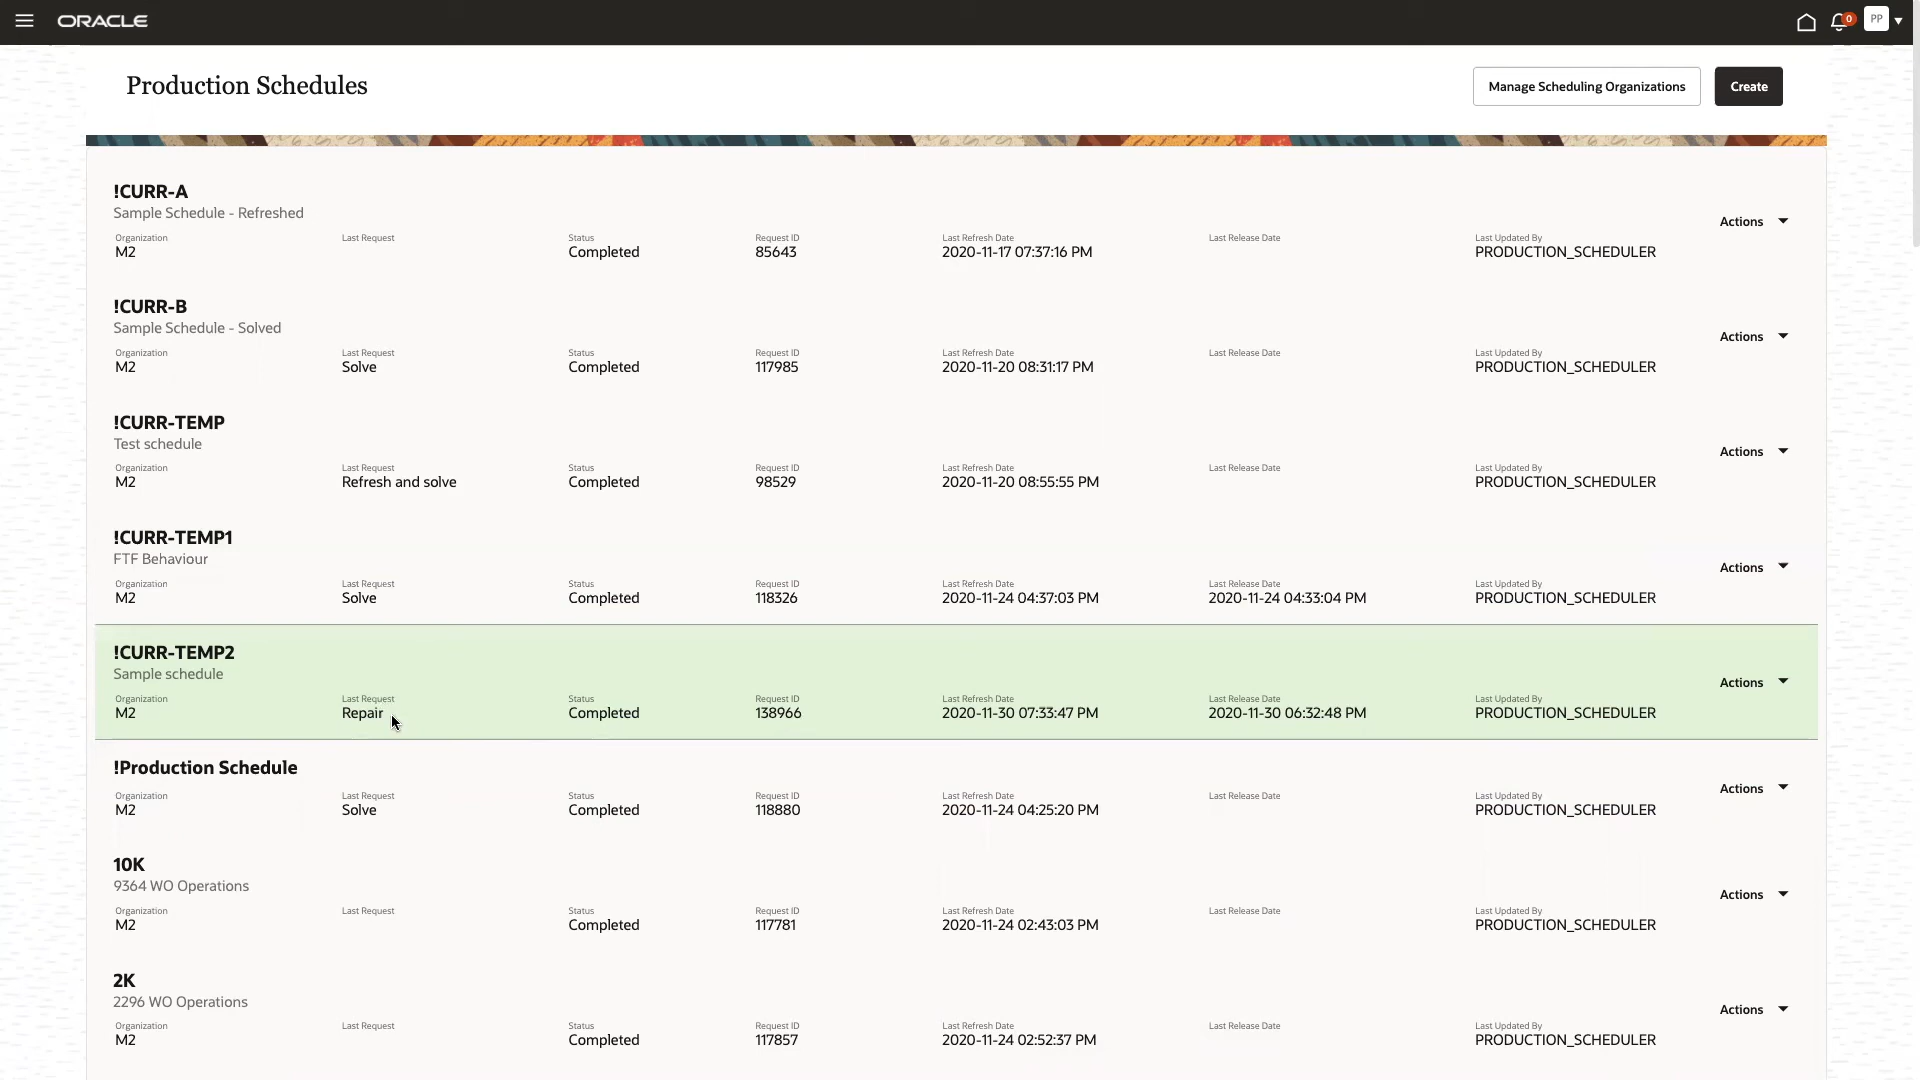 ORACLE
0
PP
Production Schedules
Manage Scheduling Organizations
Create
!CURR-A
Sample Schedule - Refreshed
Actions
Organization Last Request Status Request ID Last Refresh Date Last Release Date Last Updated By
M2 Completed 85643 2020-11-17 07:37:16 PM PRODUCTION_SCHEDULER
!CURR-B
Sample Schedule - Solved
Actions
Organization Last Request Status Request ID Last Refresh Date Last Release Date Last Updated By
M2 Solve Completed 117985 2020-11-20 08:31:17 PM PRODUCTION_SCHEDULER
!CURR-TEMP
Test schedule
Actions
Organization Last Request Status Request ID Last Refresh Date Last Release Date Last Updated By
M2 Refresh and solve Completed 98529 2020-11-20 08:55:55 PM PRODUCTION_SCHEDULER
!CURR-TEMP1
FTF Behaviour
Actions
Organization Last Request Status Request ID Last Refresh Date Last Release Date Last Updated By
M2 Solve Completed 118326 2020-11-24 04:37:03 PM 2020-11-24 04:33:04 PM PRODUCTION_SCHEDULER
!CURR-TEMP2
Sample schedule
Actions
Organization Last Request Status Request ID Last Refresh Date Last Release Date Last Updated By
M2 Repair Completed 138966 2020-11-30 07:33:47 PM 2020-11-30 06:32:48 PM PRODUCTION_SCHEDULER
!Production Schedule
Actions
Organization Last Request Status Request ID Last Refresh Date Last Release Date Last Updated By
M2 Solve Completed 118880 2020-11-24 04:25:20 PM PRODUCTION_SCHEDULER
10K
9364 WO Operations
Actions
Organization Last Request Status Request ID Last Refresh Date Last Release Date Last Updated By
M2 Completed 117781 2020-11-24 02:43:03 PM PRODUCTION_SCHEDULER
2K
2296 WO Operations
Actions
Organization Last Request Status Request ID Last Refresh Date Last Release Date Last Updated By
M2 Completed 117857 2020-11-24 02:52:37 PM PRODUCTION_SCHEDULER